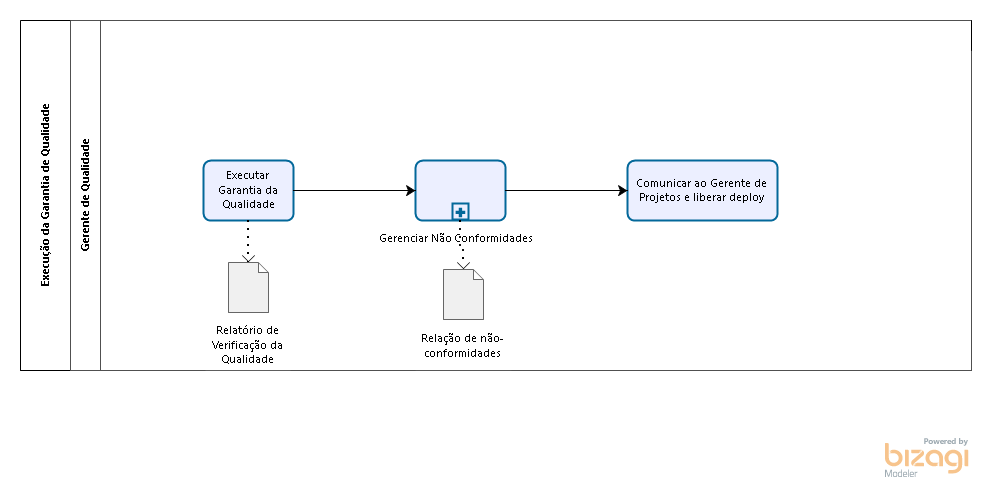 Execução da Garantia de Qualidade
Gerente de Qualidade
Executar
Garantia da
Qualidade
Gerenciar Não Conformidades
Comunicar ao Gerente de
Projetos e liberar deploy
Relatório de
Verificação da
Qualidade
Relação de não-
conformidades
Powered by
bizagi
Modeler